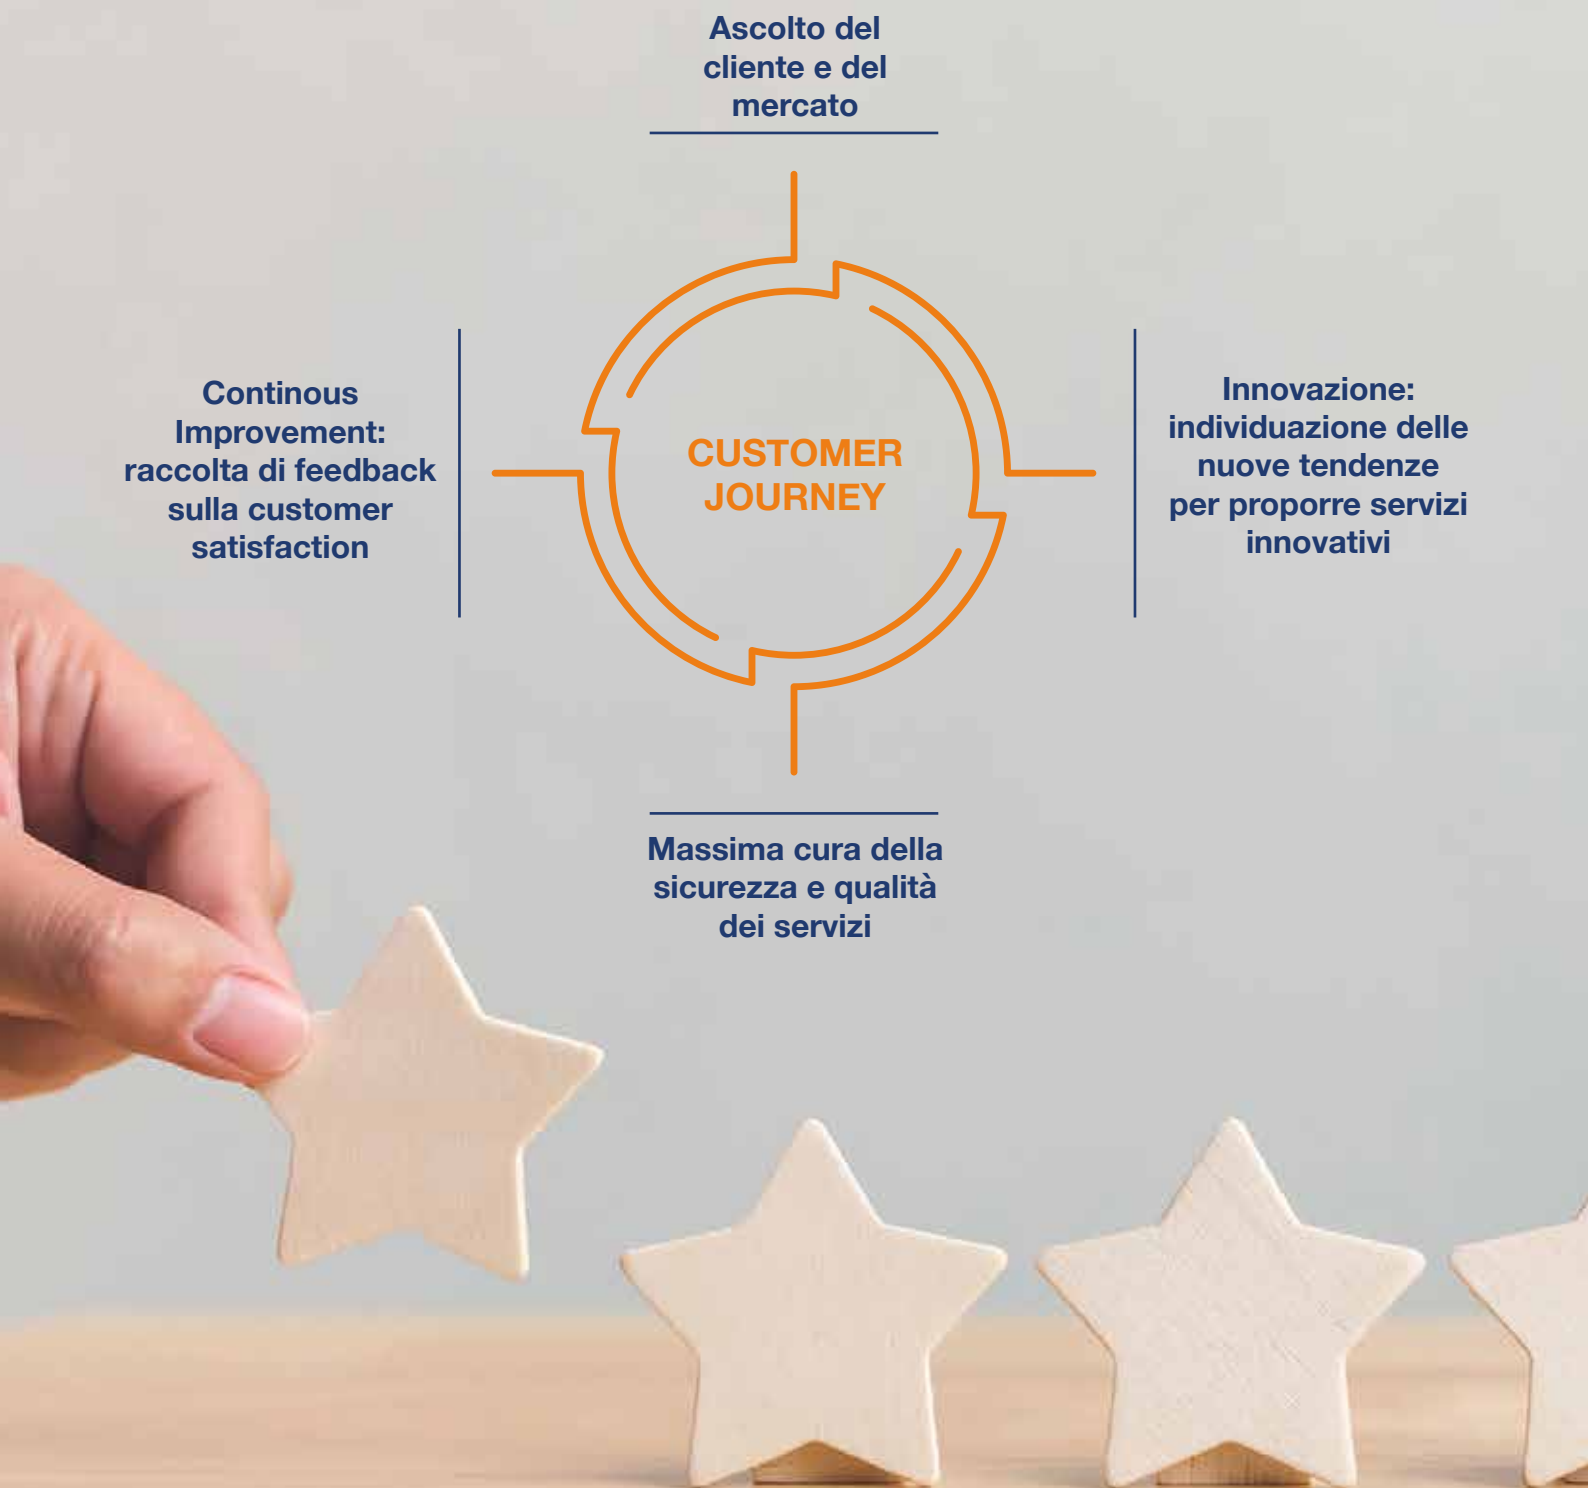 Ascolto del
cliente e del
mercato
Continous
Improvement:
raccolta di feedback
sulla customer
satisfaction
CUSTOMER
JOURNEY
Innovazione:
individuazione delle
nuove tendenze
per proporre servizi
innovativi
Massima cura della
sicurezza e qualità
dei servizi